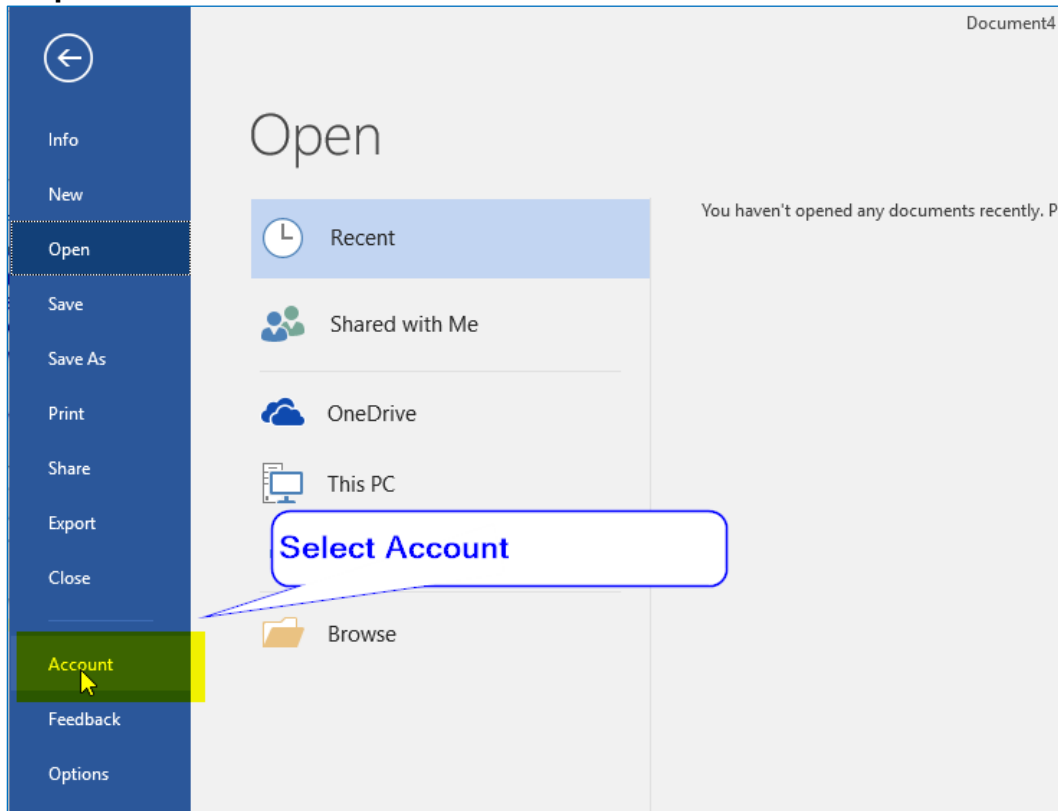 Document4
Info
New
Open
Save
Save As
Print
Share
Export
Close
Account
Feedback
Options
Open
Recent
Shared with Me
OneDrive
This PC
Browse
You haven't opened any documents recently. P
Select Account